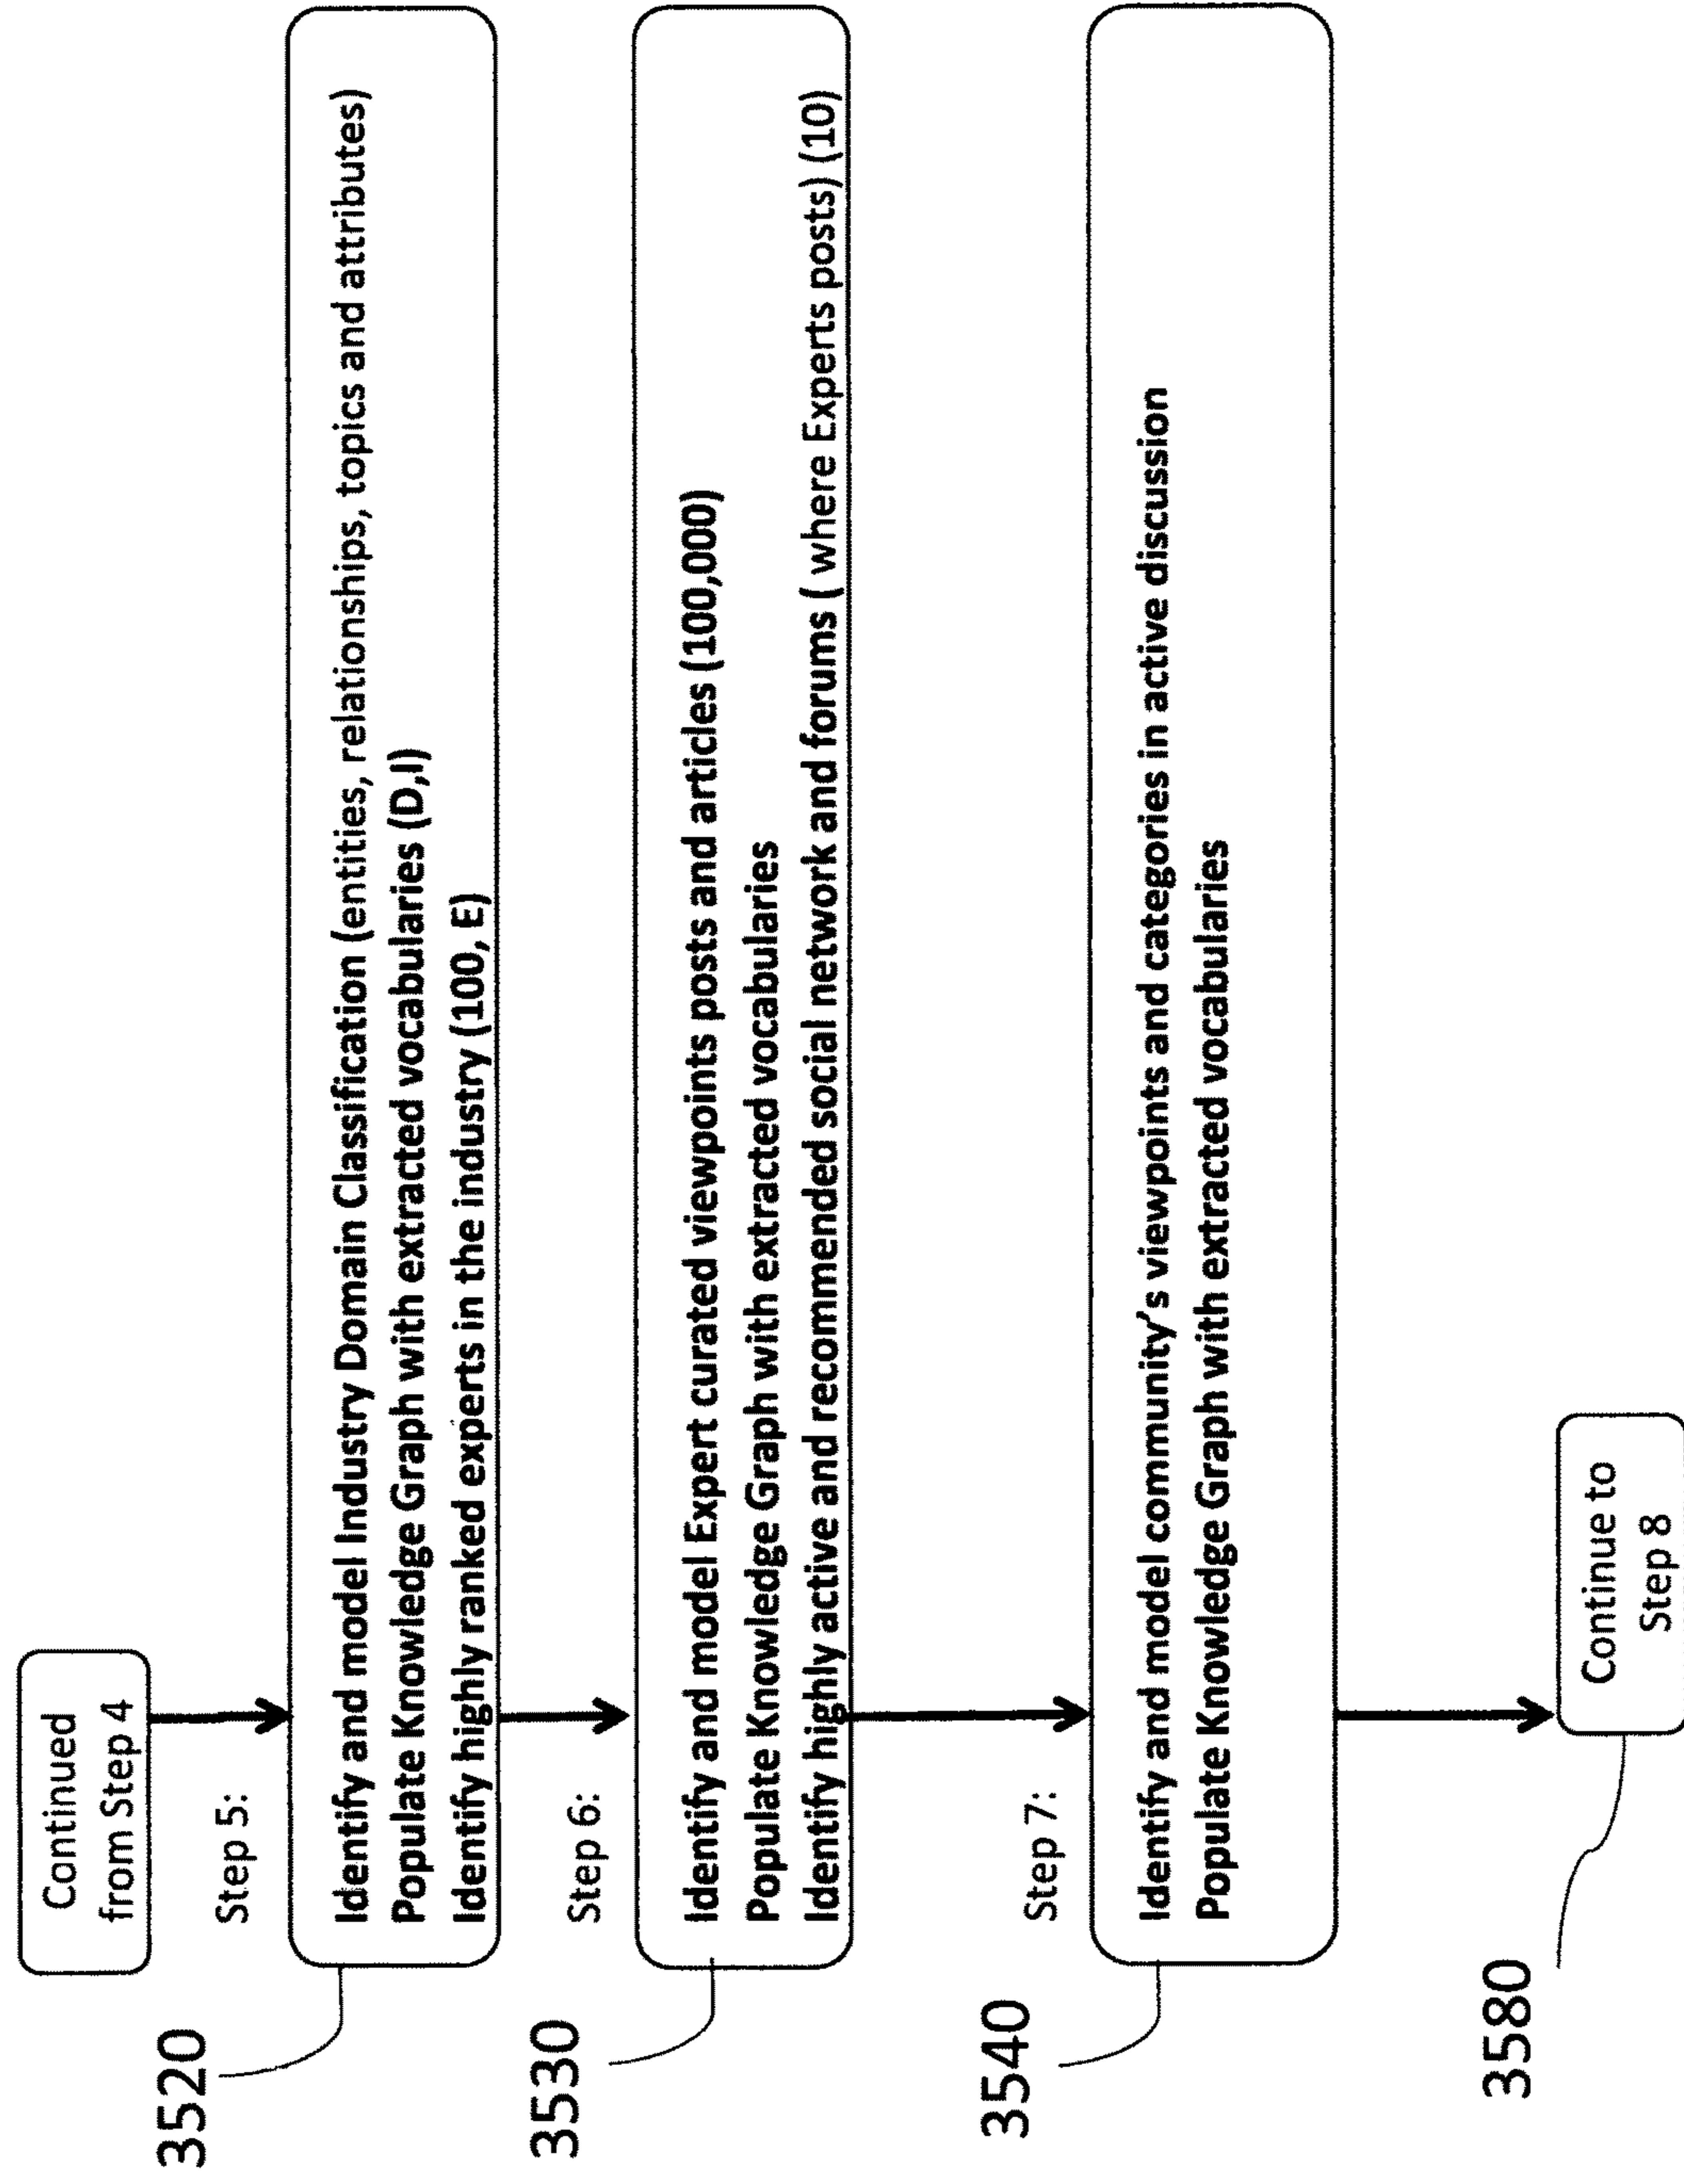 Continued
from Step 4
Step 5:
3520
Identify and model Industry Domain Classification (entities, relationships, topics and attributes)
Populate Knowledge Graph with extracted vocabularies (D,I)
Identify highly ranked experts in the industry (100, E)
Step 6:
3530
Identify and model Expert curated viewpoints posts and articles (100,000)
Populate Knowledge Graph with extracted vocabularies
Identify highly active and recommended social network and forums ( where Experts posts) (10)
Step 7:
3540
Identify and model community's viewpoints and categories in active discussion
Populate Knowledge Graph with extracted vocabularies
3580
Continue to
Step 8